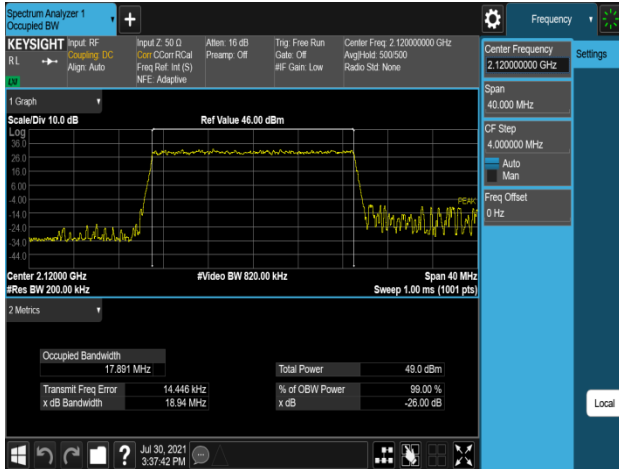 Spectrum Analyzer 1
Occupied BW
Frequency
KEYSIGHT
RL
Input: RF
Coupling: DC
Align: Auto
Input Z: 50 Ω
Corr CCorr RCal
Freq Ref: Int (S)
NFE: Adaptive
Atten: 16 dB
Preamp: Off
Trig: Free Run
Gate: Off
#IF Gain: Low
Center Freq: 2.120000000 GHz
Avg|Hold: 500/500
Radio Std: None
Center Frequency
2.120000000 GHz
Settings
Span
40.000 MHz
CF Step
4.000000 MHz
Auto
Man
Freq Offset
0 Hz
1 Graph
Scale/Div 10.0 dB
Ref Value 46.00 dBm
Log
36.0
26.0
16.0
6.00
-4.00
-14.0
-24.0
-34.0
-44.0
PEAK
Center 2.12000 GHz
#Video BW 820.00 kHz
Span 40 MHz
#Res BW 200.00 kHz
Sweep 1.00 ms (1001 pts)
2 Metrics
Occupied Bandwidth
17.891 MHz
Total Power
49.0 dBm
Transmit Freq Error
14.446 kHz
% of OBW Power
99.00 %
x dB Bandwidth
18.94 MHz
x dB
-26.00 dB
Local
?
Jul 30, 2021
3:37:42 PM